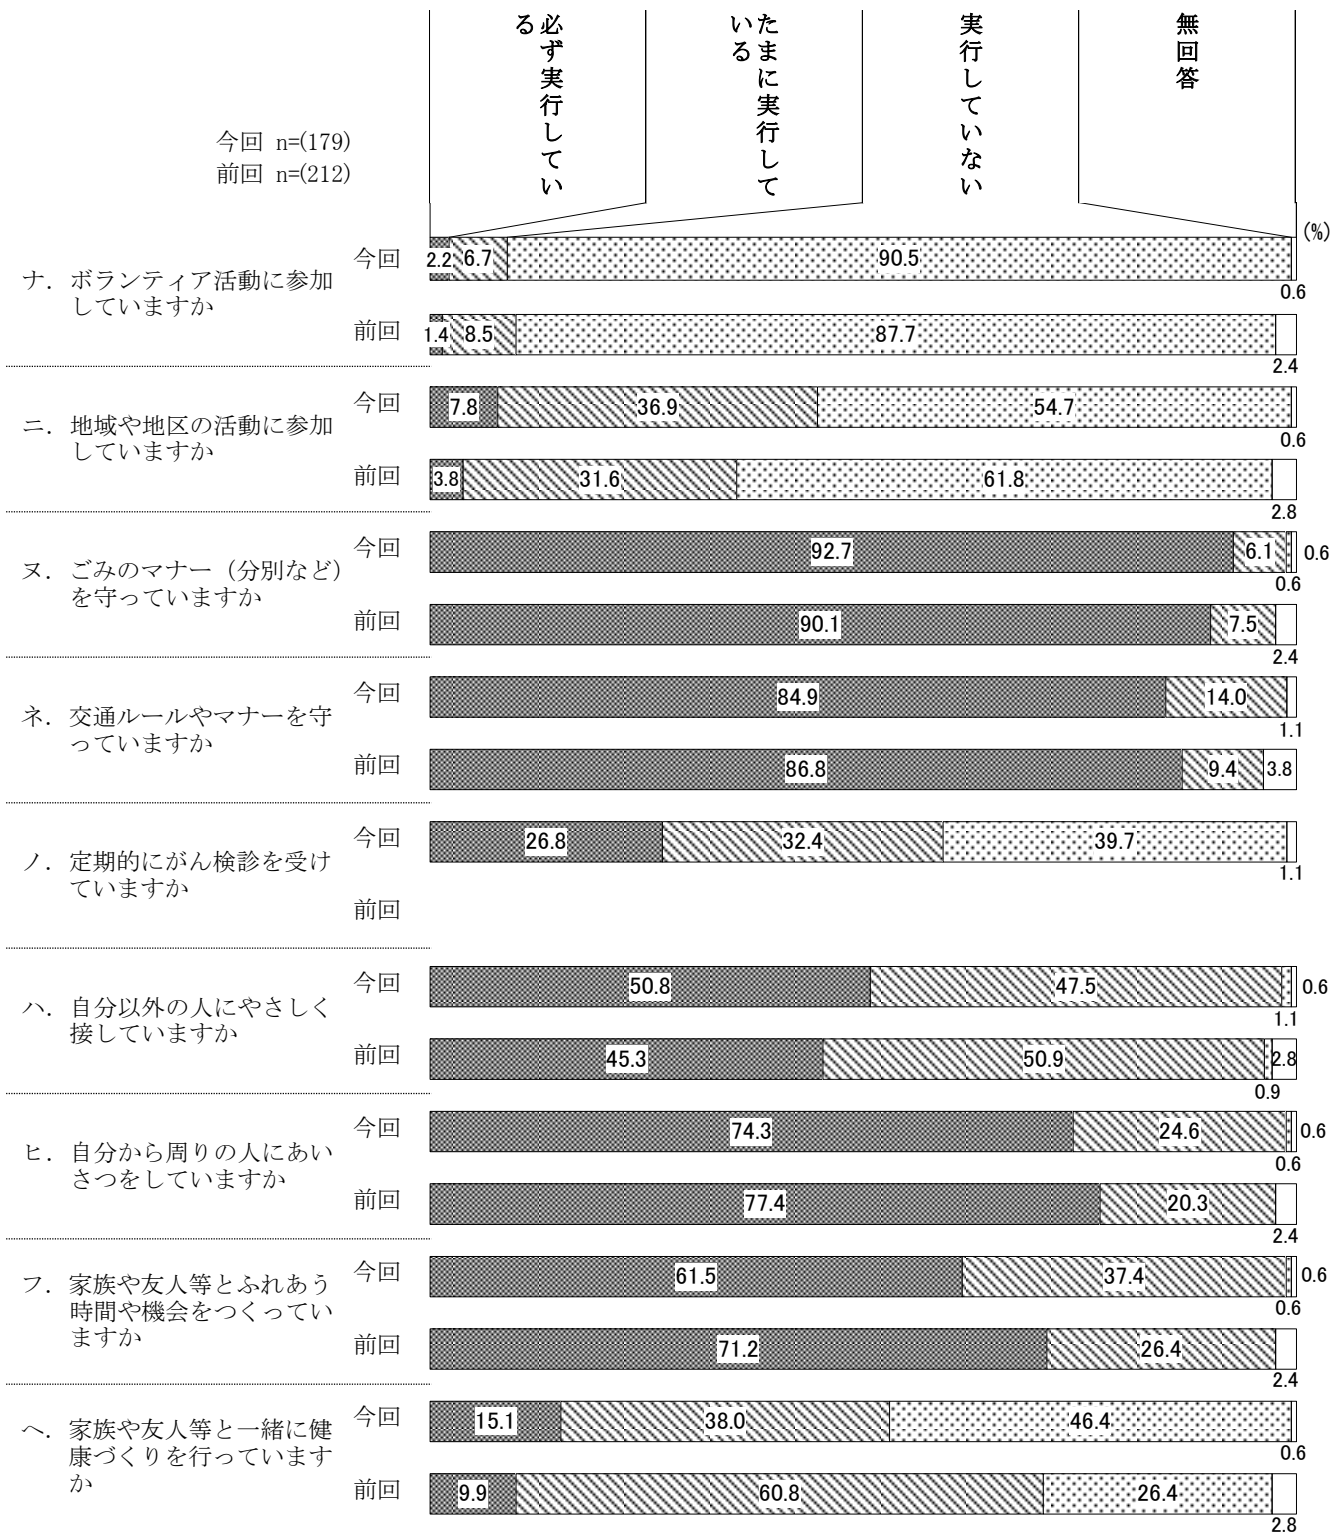 必ず実行してい
る
たまに実行して
いる
実行していない
無回答
今回 n=(179)
前回 n=(212)
(%)
ナ. ボランティア活動に参加
していますか
今回
2.2
6.7
90.5
0.6
前回
1.4
8.5
87.7
2.4
ニ. 地域や地区の活動に参加
していますか
今回
7.8
36.9
54.7
0.6
前回
3.8
31.6
61.8
2.8
ヌ. ごみのマナー（分別など）
を守っていますか
今回
92.7
6.1
0.6
0.6
前回
90.1
7.5
2.4
ネ. 交通ルールやマナーを守
っていますか
今回
84.9
14.0
1.1
前回
86.8
9.4
3.8
ノ. 定期的にがん検診を受け
ていますか
今回
26.8
32.4
39.7
1.1
前回
ハ. 自分以外の人にやさしく
接していますか
今回
50.8
47.5
0.6
1.1
前回
45.3
50.9
2.8
0.9
ヒ. 自分から周りの人にあい
さつをしていますか
今回
74.3
24.6
0.6
0.6
前回
77.4
20.3
2.4
フ. 家族や友人等とふれあう
時間や機会をつくってい
ますか
今回
61.5
37.4
0.6
0.6
前回
71.2
26.4
2.4
ヘ. 家族や友人等と一緒に健
康づくりを行っています
か
今回
15.1
38.0
46.4
0.6
前回
9.9
60.8
26.4
2.8